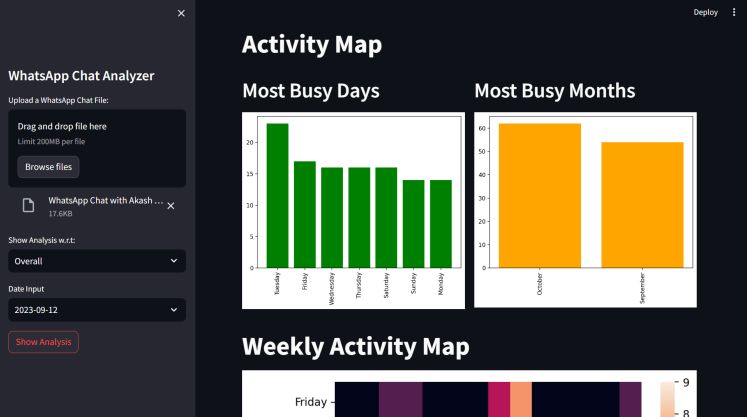 Deploy
WhatsApp Chat Analyzer
Upload a WhatsApp Chat File:
Drag and drop file here
Limit 200MB per file
Browse files
WhatsApp Chat with Akash ...
17.6KB
Show Analysis w.r.t:
Overall
Date Input
2023-09-12
Show Analysis
Activity Map
Most Busy Days
20
15
10
5
0
Tuesday
Friday
Wednesday
Thursday
Saturday
Sunday
Monday
Most Busy Months
60
50
40
30
20
10
0
October
September
Weekly Activity Map
Friday
9
8